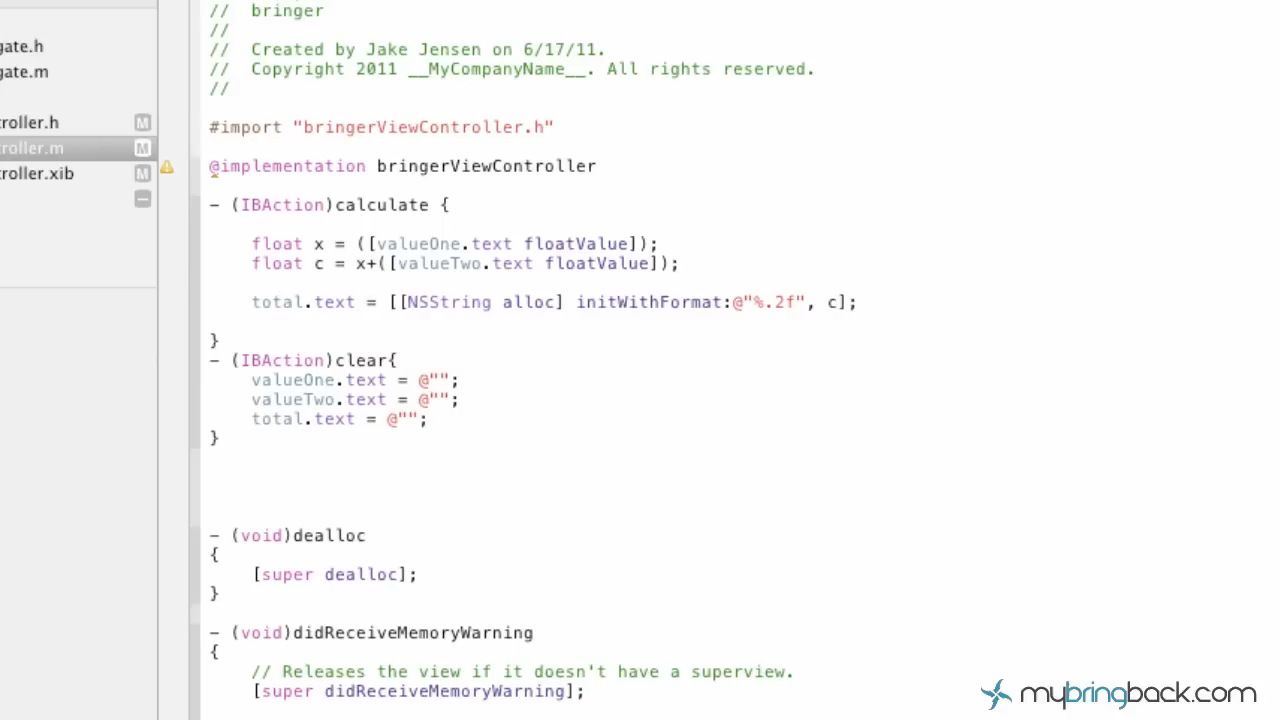 //  bringer
//
//  Created by Jake Jensen on 6/17/11.
//  Copyright 2011 __MyCompanyName__. All rights reserved.
//
gate.h
gate.m
troller.h M
troller.m M
troller.xib M
#import "bringerViewController.h"
@implementation bringerViewController
- (IBAction)calculate {
float x = ([valueOne.text floatValue]);
float c = x+([valueTwo.text floatValue]);
total.text = [[NSString alloc] initWithFormat:@"%.2f", c];
}
- (IBAction)clear{
valueOne.text = @"";
valueTwo.text = @"";
total.text = @"";
}
- (void)dealloc
{
[super dealloc];
}
- (void)didReceiveMemoryWarning
{
// Releases the view if it doesn't have a superview.
[super didReceiveMemoryWarning];
mybringback.com